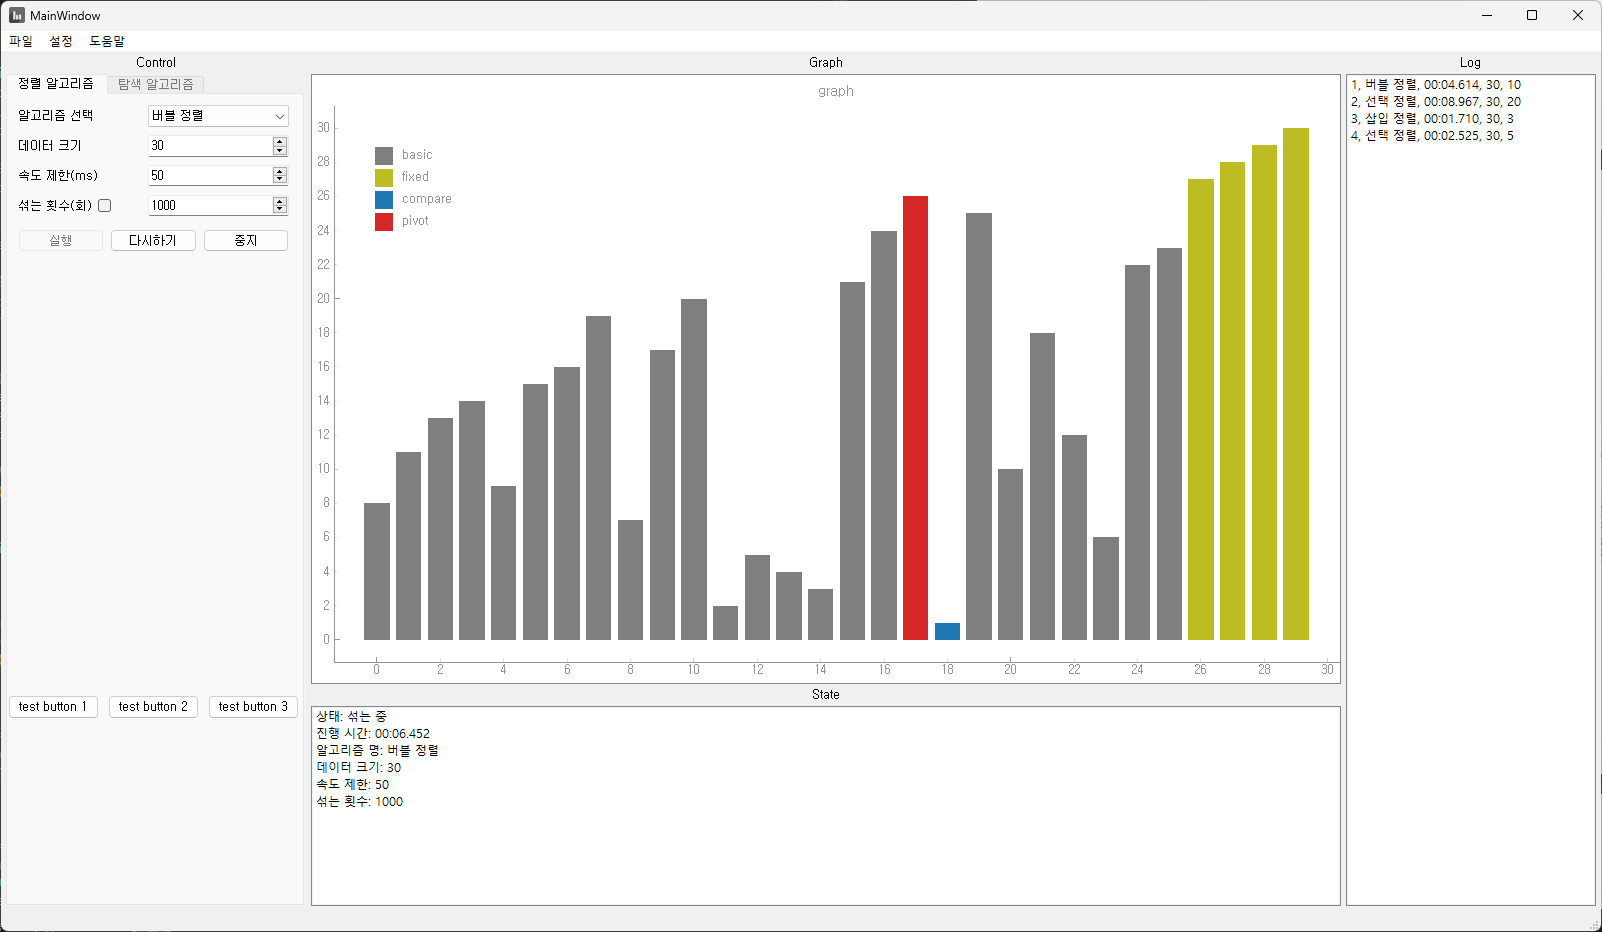 MainWindow
파일 설정 도움말
Control
정렬 알고리즘 탐색 알고리즘
알고리즘 선택 버블 정렬
데이터 크기 30
속도 제한(ms) 50
섞는 횟수(회) 1000
실행 다시하기 중지
test button 1 test button 2 test button 3
Graph
graph
basic
fixed
compare
pivot
30
28
26
24
22
20
18
16
14
12
10
8
6
4
2
0
0 2 4 6 8 10 12 14 16 18 20 22 24 26 28 30
State
상태: 섞는 중
진행 시간: 00:06.452
알고리즘 명: 버블 정렬
데이터 크기: 30
속도 제한: 50
섞는 횟수: 1000
Log
1, 버블 정렬, 00:04.614, 30, 10
2, 선택 정렬, 00:08.967, 30, 20
3, 삽입 정렬, 00:01.710, 30, 3
4, 선택 정렬, 00:02.525, 30, 5